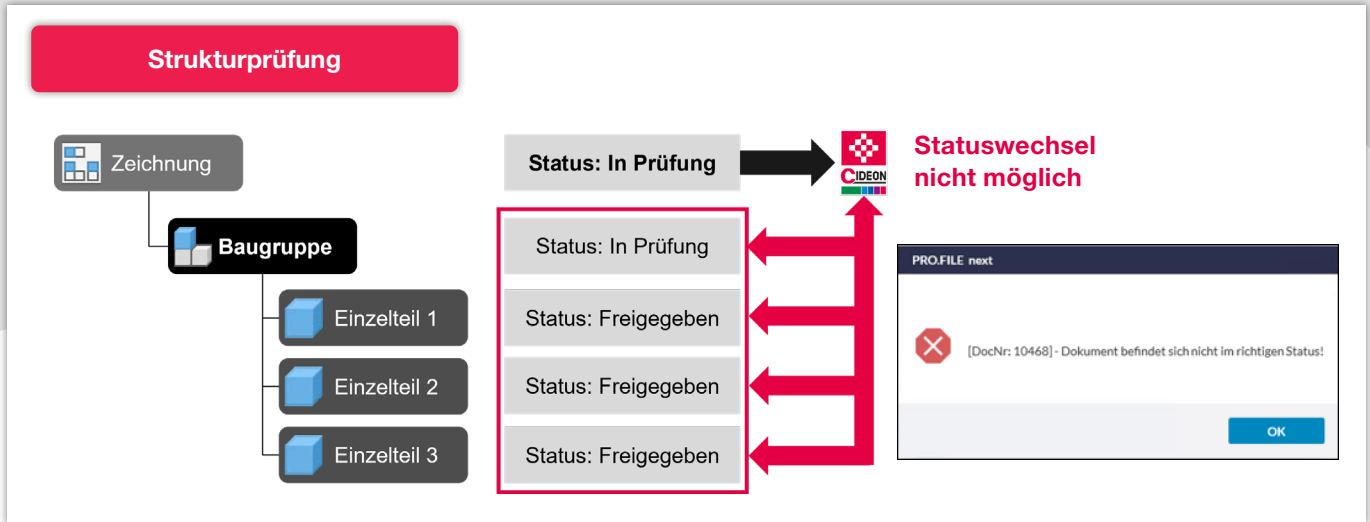 Strukturprüfung
Zeichnung
Status: In Prüfung
CIDEON
Statuswechsel
nicht möglich
Baugruppe
Status: In Prüfung
Einzelteil 1
Status: Freigegeben
Einzelteil 2
Status: Freigegeben
Einzelteil 3
Status: Freigegeben
PRO.FILE next
[DocNr: 10468] - Dokument befindet sich nicht im richtigen Status!
OK